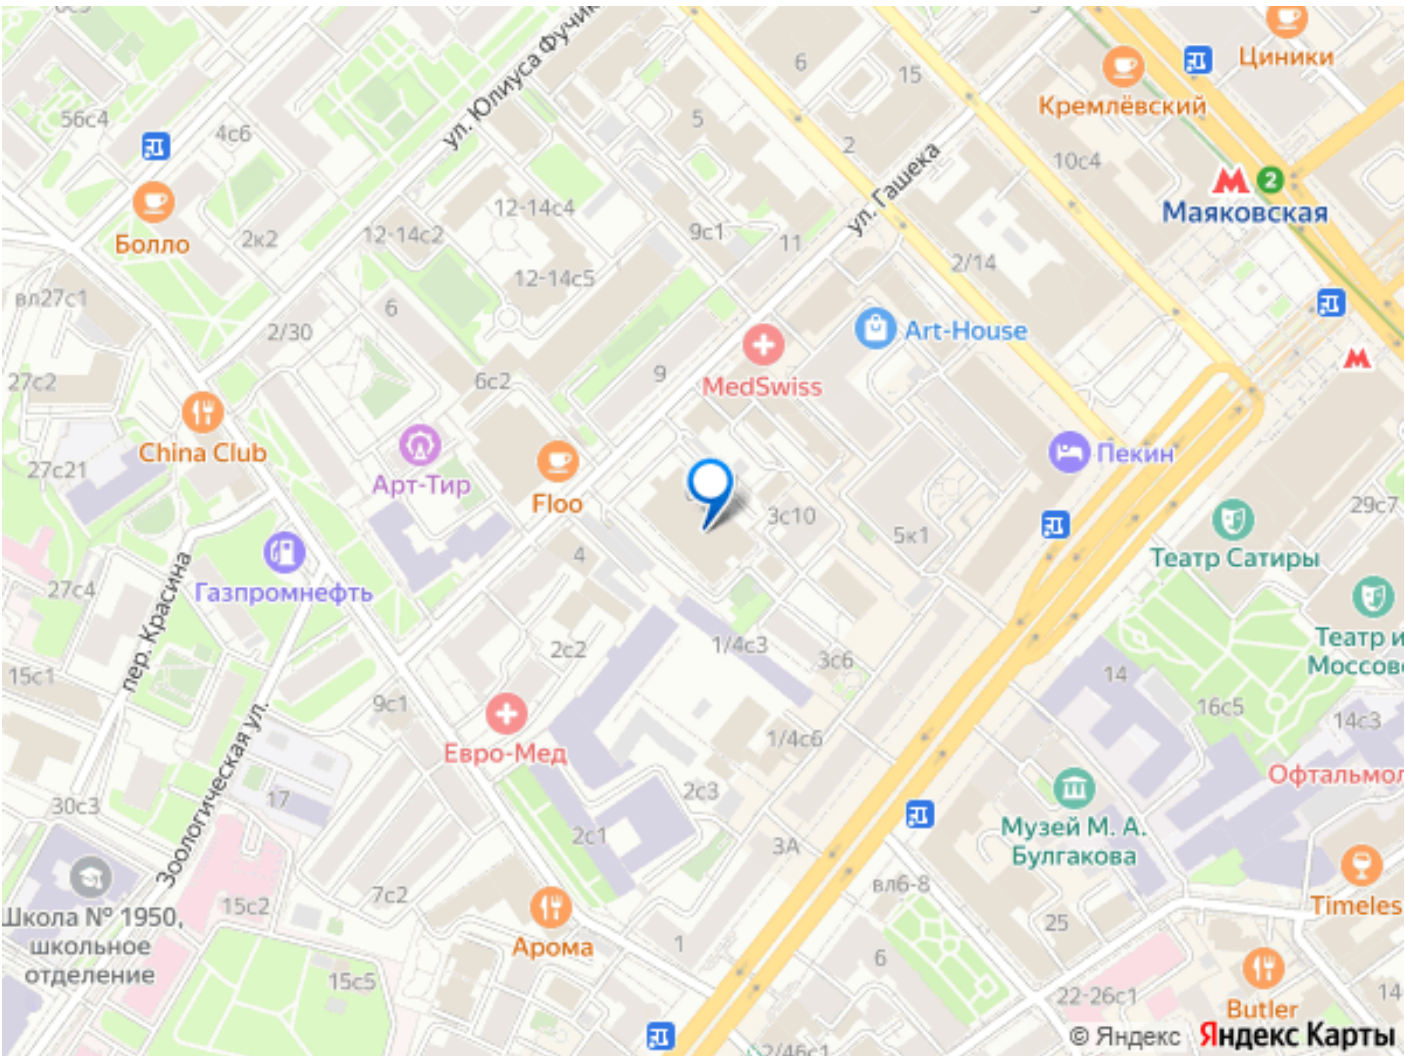 Циники
Кремлёвский
ул. Юлиуса Фучик
6
15
56с4
4с6
5
2
10с4
ул. Гашека
2
Маяковская
Болло
2к2
12-14с4
12-14с2
9с1
11
2/14
12-14с5
вл27с1
6
2/30
Art-House
27с2
6с2
9
MedSwiss
China Club
Пекин
27с21
Арт-Тир
Floo
3с10
5к1
29с7
Театр Сатиры
4
Газпромнефть
27с4
пер. Красина
2с2
1/4с3
3с6
Театр и
Моссов
15с1
14
9с1
16с5
14с3
Зоологическая ул.
Евро-Мед
1/4с6
Офтальмол
30с3
17
2с3
Музей М. А.
Булгакова
2с1
3А
вл6-8
7с2
15с2
Timeles
Школа № 1950,
школьное
отделение
Арома
1
25
6
15с5
22-26с1
14
Butler
2/46с1
© Яндекс Яндекс Карты